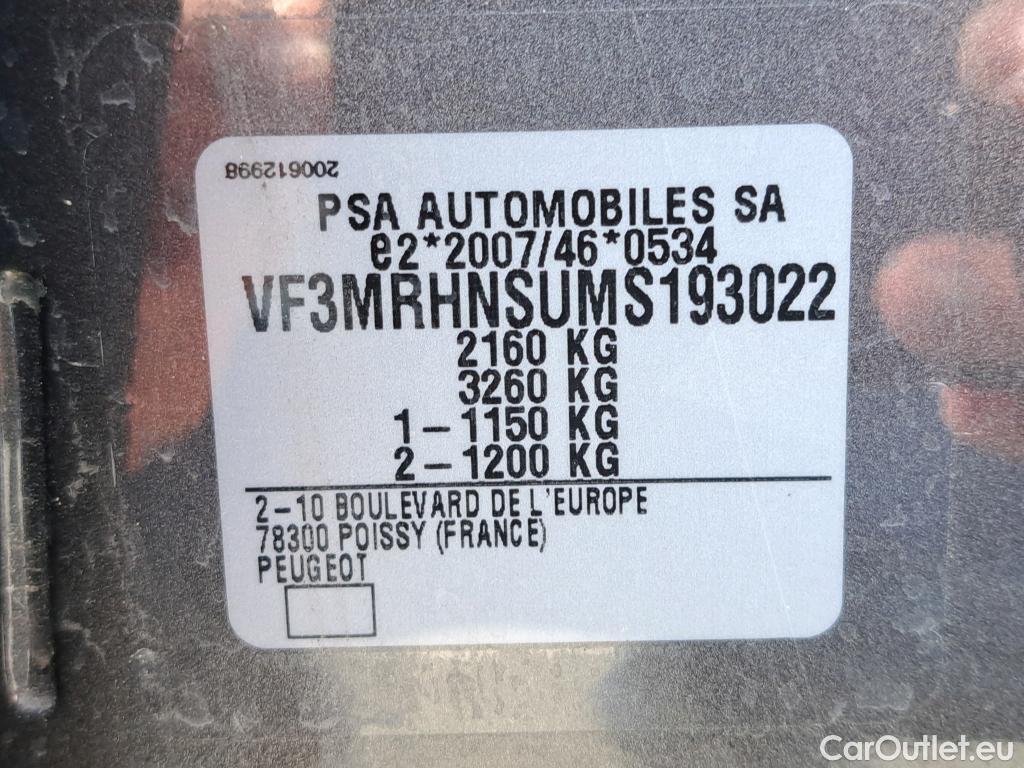 200612998
PSA AUTOMOBILES SA
e2*2007/46*0534
VF3MRHNSUMS193022
2160 KG
3260 KG
1-1150 KG
2-1200 KG
2-10 BOULEVARD DE L'EUROPE
78300 POISSY (FRANCE)
PEUGEOT
CarOutlet.eu